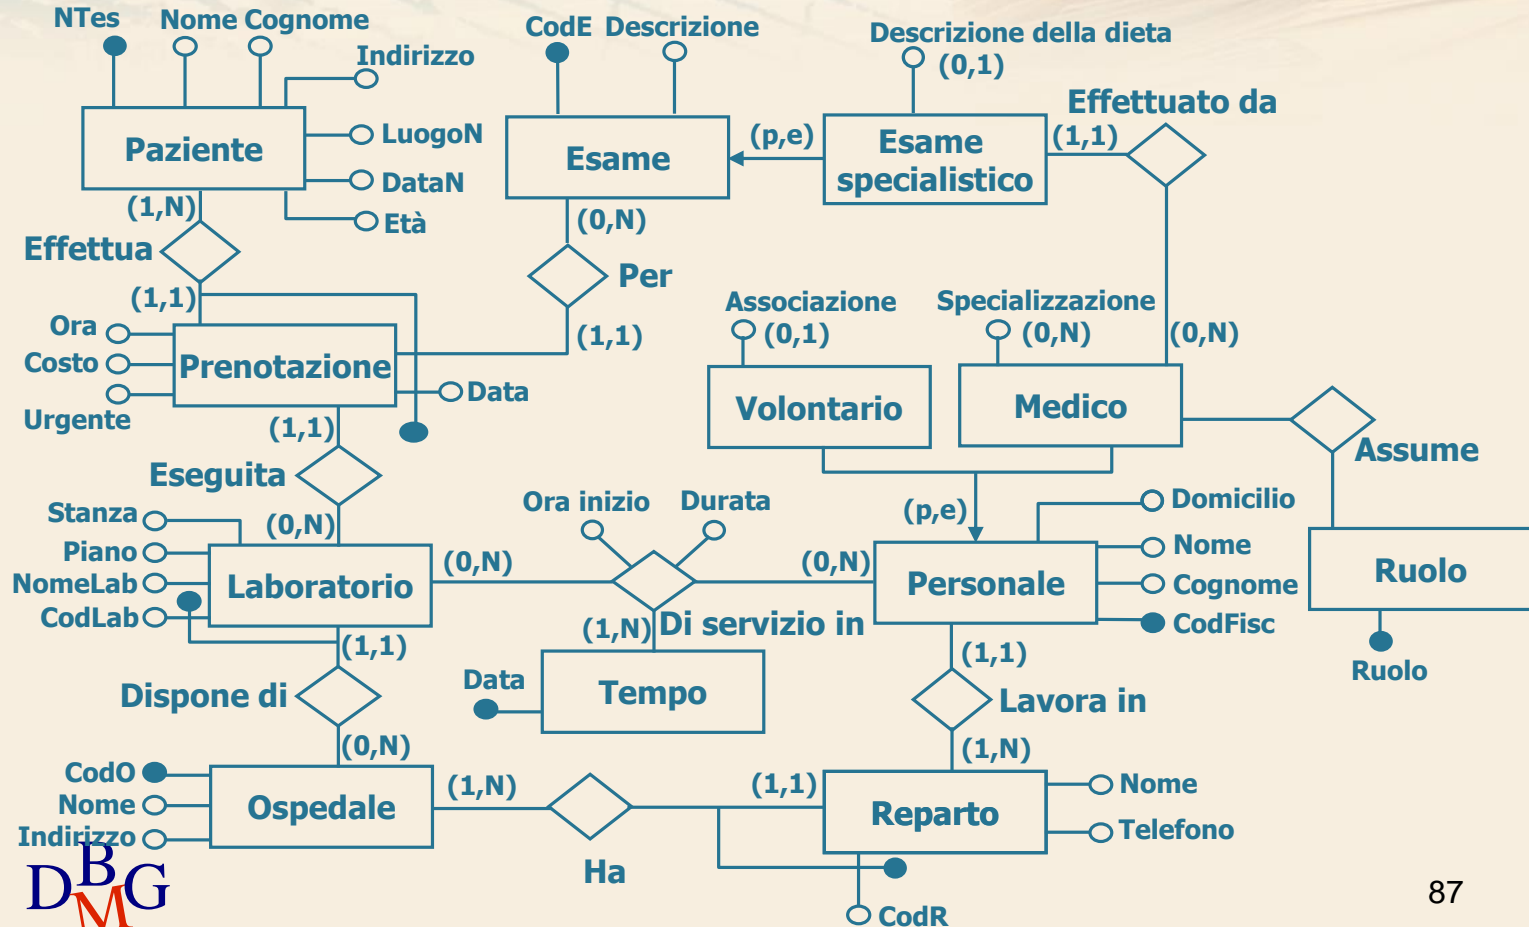 NTes
Nome Cognome
CodE Descrizione
Descrizione della dieta
(0,1)
Indirizzo
Effettuato da
Paziente
LuogoN
DataN
Età
Esame
(p,e)
Esame
specialistico
(1,1)
(1,N)
(0,N)
Effettua
Per
(1,1)
(1,1)
Associazione
(0,1)
Specializzazione
(0,N)
(0,N)
Ora
Costo
Urgente
Prenotazione
Data
Volontario
Medico
(1,1)
Eseguita
Assume
Stanza
Piano
NomeLab
CodLab
(0,N)
Laboratorio
Ora inizio
Durata
(p,e)
Domicilio
Nome
Cognome
CodFisc
(0,N)
(0,N)
Personale
Ruolo
Di servizio in
(1,N)
(1,1)
(1,1)
Ruolo
Dispone di
Data
Tempo
Lavora in
(0,N)
(1,N)
CodO
Nome
Indirizzo
Ospedale
(1,N)
(1,1)
Reparto
Nome
Telefono
Ha
CodR
DBMG
87